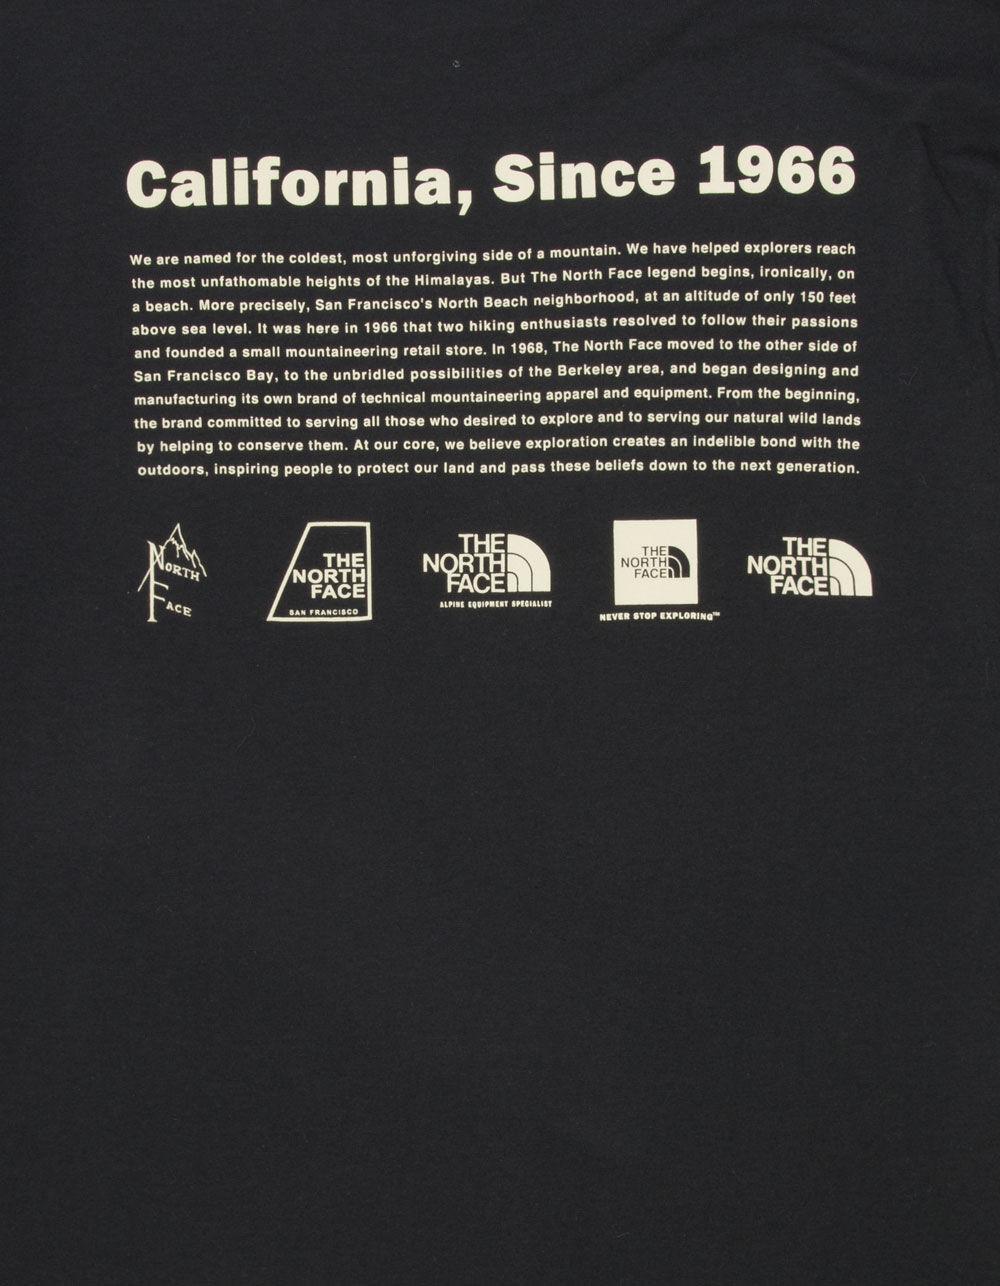 California, Since 1966
We are named for the coldest, most unforgiving side of a mountain. We have helped explorers reach
the most unfathomable heights of the Himalayas. But The North Face legend begins, ironically, on
a beach. More precisely, San Francisco's North Beach neighborhood, at an altitude of only 150 feet
above sea level. It was here in 1966 that two hiking enthusiasts resolved to follow their passions
and founded a small mountaineering retail store. In 1968, The North Face moved to the other side of
San Francisco Bay, to the unbridled possibilities of the Berkeley area, and began designing and
manufacturing its own brand of technical mountaineering apparel and equipment. From the beginning,
the brand committed to serving all those who desired to explore and to serving our natural wild lands
by helping to conserve them. At our core, we believe exploration creates an indelible bond with the
outdoors, inspiring people to protect our land and pass these beliefs down to the next generation.
NORTH
FACE
THE
NORTH
FACE
SAN FRANCISCO
THE
NORTH
FACE
ALPINE EQUIPMENT SPECIALIST
THE
NORTH
FACE
NEVER STOP EXPLORING™
THE
NORTH
FACE